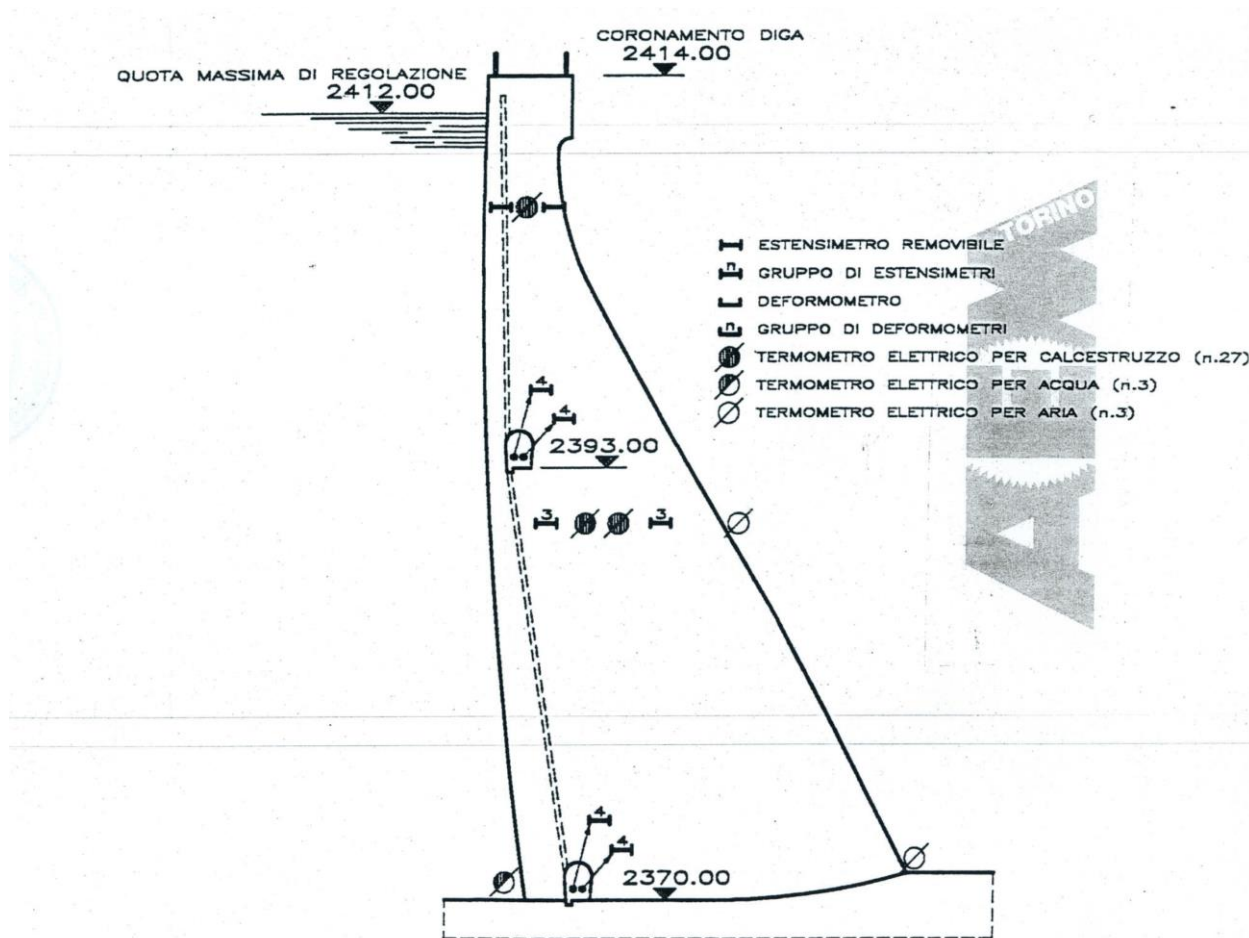 CORONAMENTO DIGA
2414.00
QUOTA MASSIMA DI REGOLAZIONE
2412.00
TORINO
AEM
ESTENSIMETRO REMOVIBILE
n GRUPPO DI ESTENSIMETRI
DEFORMOMETRO
n GRUPPO DI DEFORMOMETRI
TERMOMETRO ELETTRICO PER CALCESTRUZZO (n.27)
TERMOMETRO ELETTRICO PER ACQUA (n.3)
TERMOMETRO ELETTRICO PER ARIA (n.3)
4
4
2393.00
3 3
4
4
2370.00